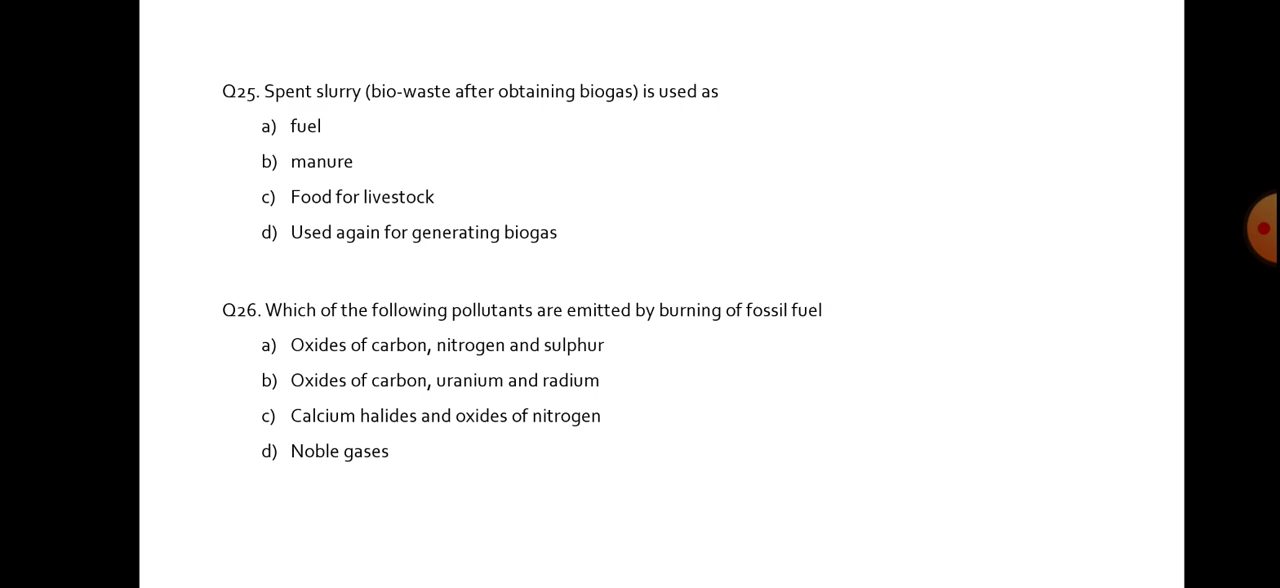 Q25. Spent slurry (bio-waste after obtaining biogas) is used as
a) fuel
b) manure
c) Food for livestock
d) Used again for generating biogas
Q26. Which of the following pollutants are emitted by burning of fossil fuel
a) Oxides of carbon, nitrogen and sulphur
b) Oxides of carbon, uranium and radium
c) Calcium halides and oxides of nitrogen
d) Noble gases